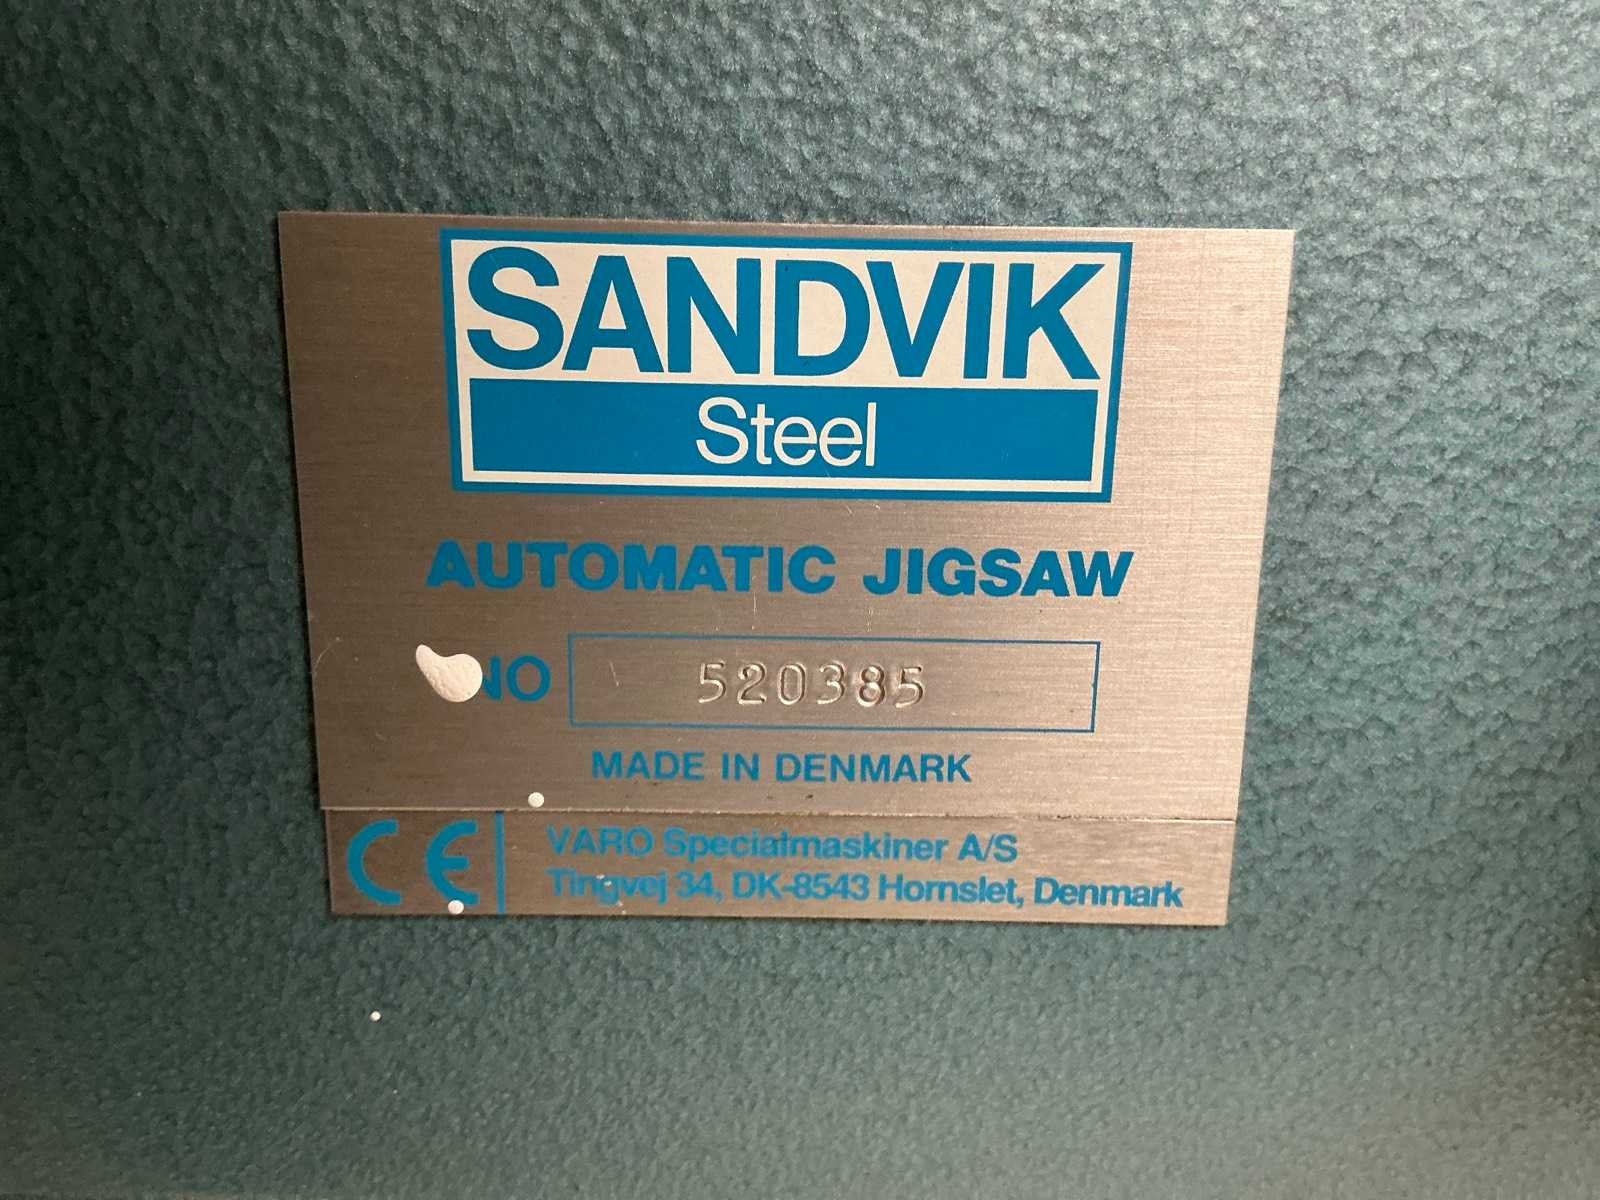 SANDVIK
Steel
AUTOMATIC JIGSAW
NO 520385
MADE IN DENMARK
CE VARO Specialmaskiner A/S
Tingvej 34, DK-8543 Hornslet, Denmark